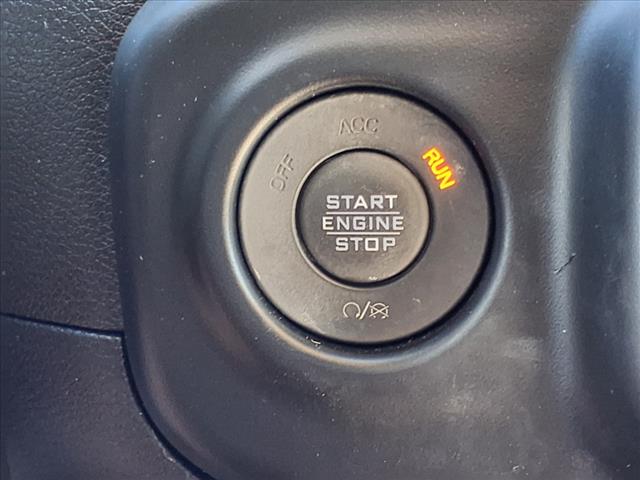 ACC
OFF
RUN
START
ENGINE
STOP